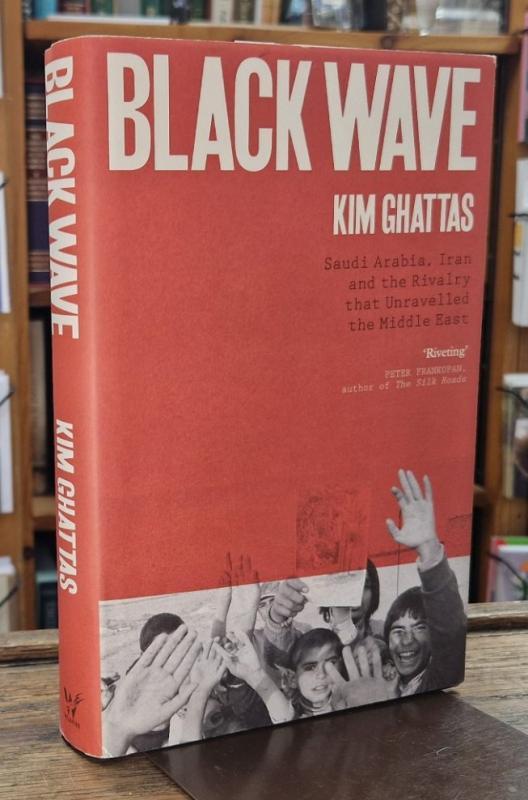 BLACK WAVE
KIM GHATTAS
Saudi Arabia, Iran
and the Rivalry
that Unravelled
the Middle East
‘Riveting’
PETER FRANKOPAN,
author of The Silk Roads
BLACK WAVE
KIM GHATTAS